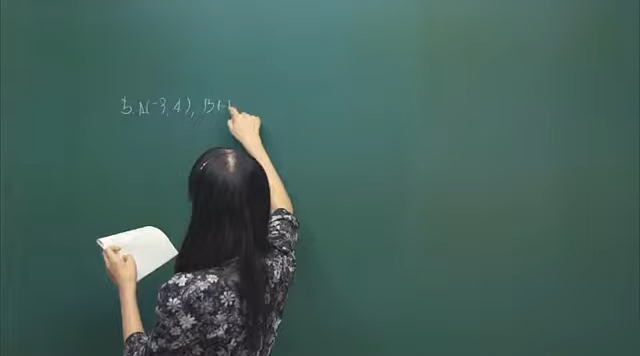 5. A(-3, 4), B(-1